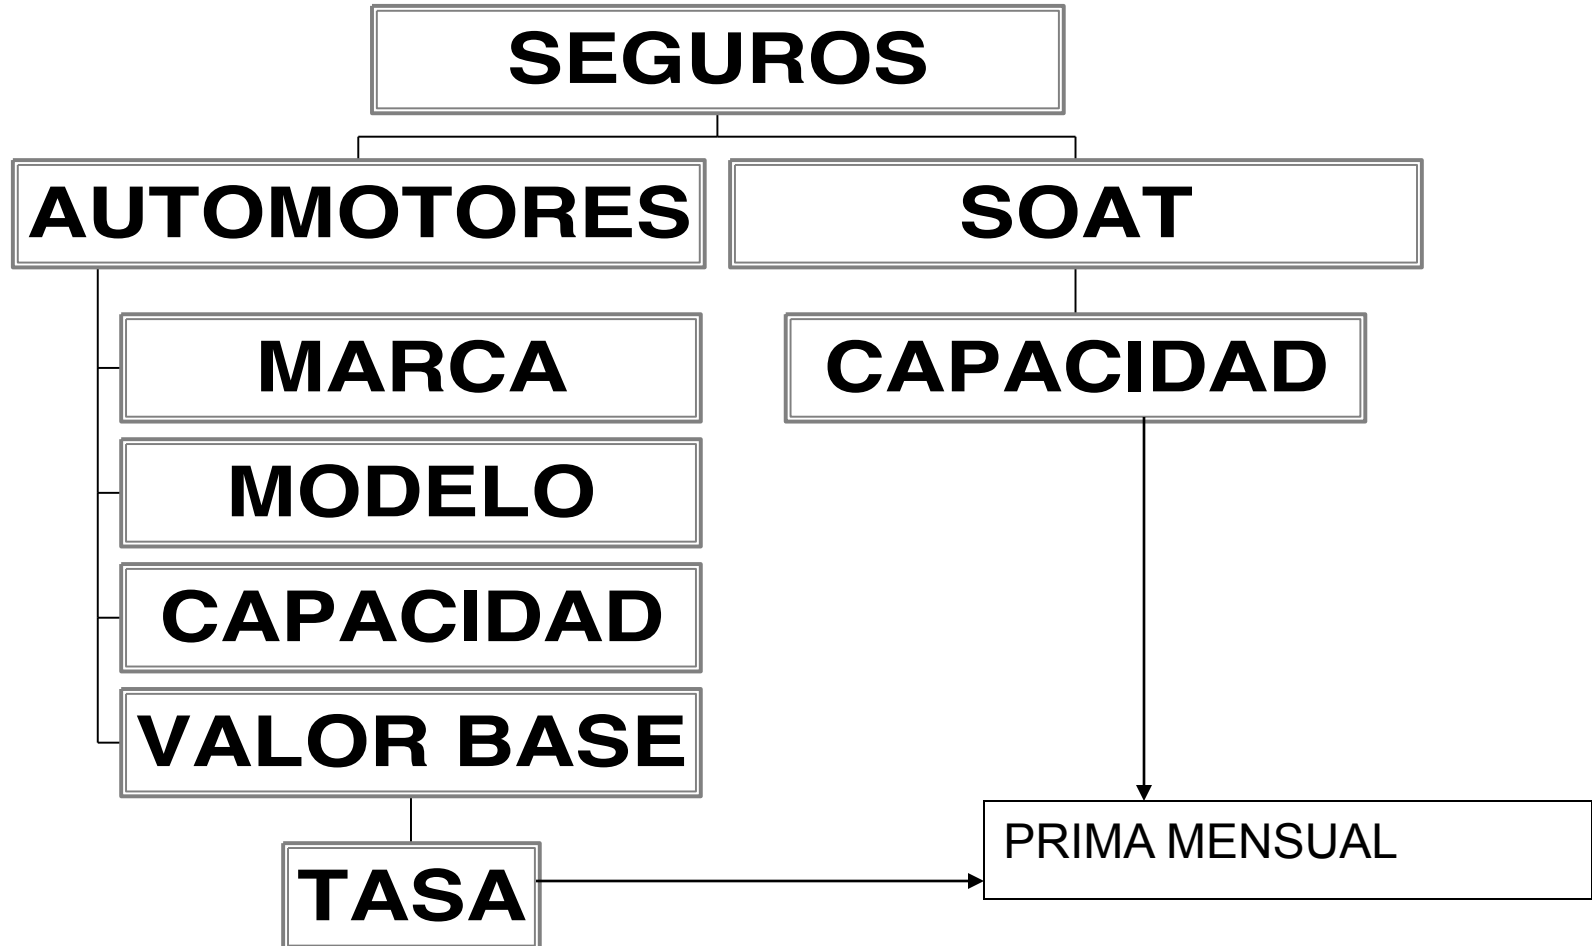 SEGUROS
AUTOMOTORES
SOAT
MARCA
CAPACIDAD
MODELO
CAPACIDAD
VALOR BASE
PRIMA MENSUAL
TASA